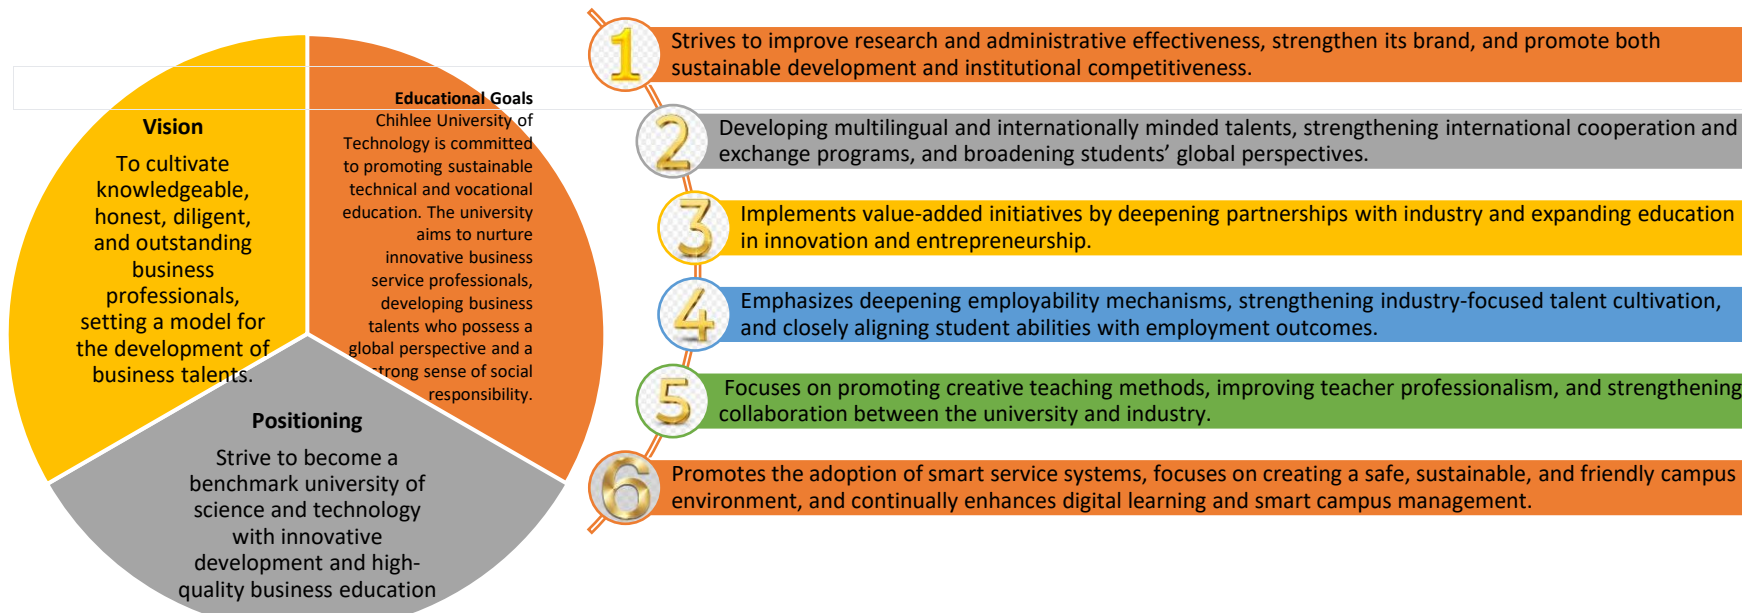 Vision
To cultivate
knowledgeable,
honest, diligent,
and outstanding
business
professionals,
setting a model for
the development of
business talents.
Educational Goals
Chihlee University of
Technology is committed
to promoting sustainable
technical and vocational
education. The university
aims to nurture
innovative business
service professionals,
developing business
talents who possess a
global perspective and a
strong sense of social
responsibility.
Positioning
Strive to become a
benchmark university of
science and technology
with innovative
development and high-
quality business education
1
Strives to improve research and administrative effectiveness, strengthen its brand, and promote both
sustainable development and institutional competitiveness.
2
Developing multilingual and internationally minded talents, strengthening international cooperation and
exchange programs, and broadening students’ global perspectives.
3
Implements value-added initiatives by deepening partnerships with industry and expanding education
in innovation and entrepreneurship.
4
Emphasizes deepening employability mechanisms, strengthening industry-focused talent cultivation,
and closely aligning student abilities with employment outcomes.
5
Focuses on promoting creative teaching methods, improving teacher professionalism, and strengthening
collaboration between the university and industry.
6
Promotes the adoption of smart service systems, focuses on creating a safe, sustainable, and friendly campus
environment, and continually enhances digital learning and smart campus management.